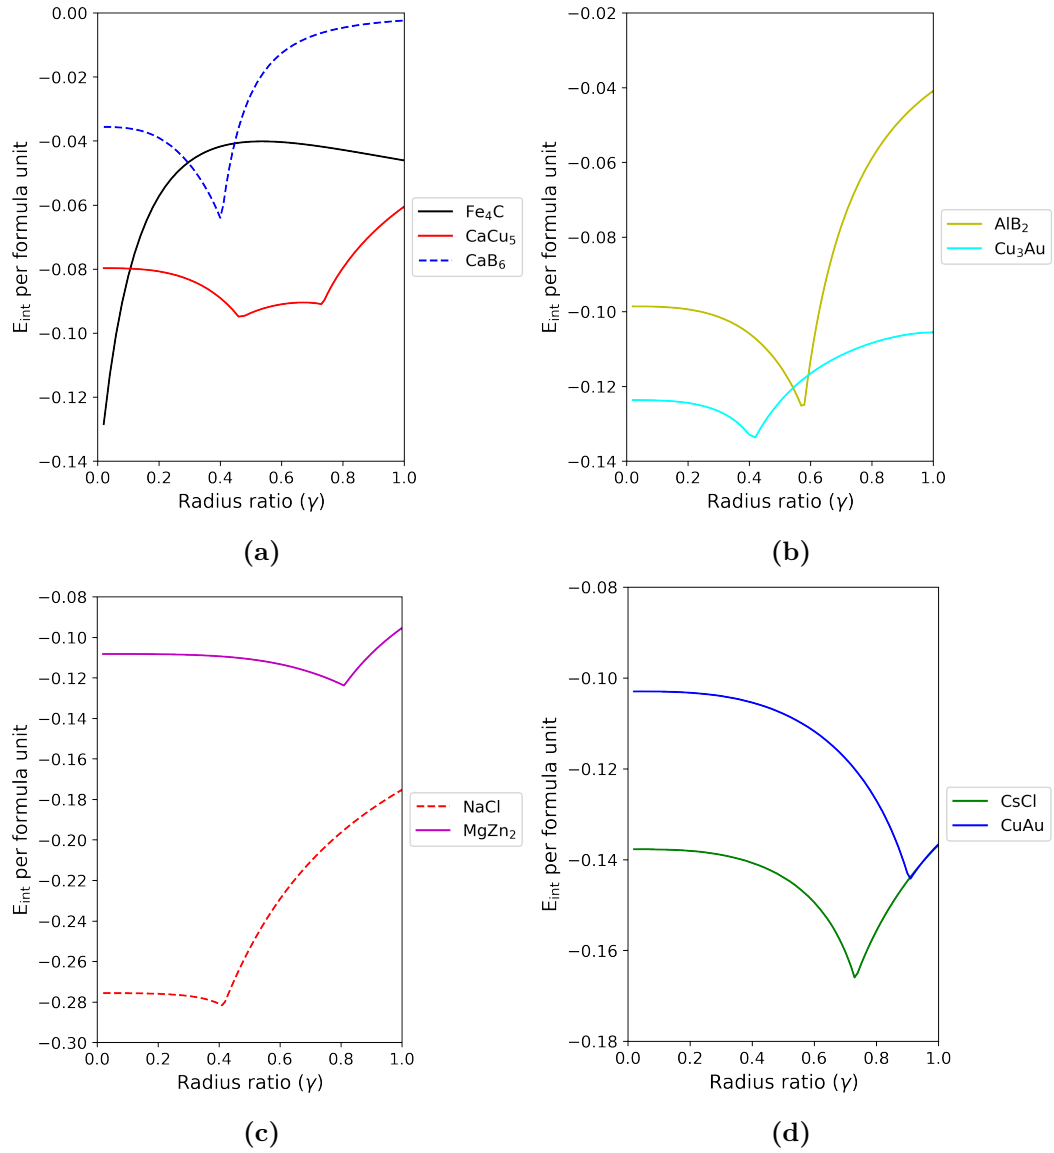 0.00
−0.02
−0.04
−0.06
−0.08
−0.10
−0.12
−0.14
0.0 0.2 0.4 0.6 0.8 1.0
E_int per formula unit
Radius ratio (γ)
Fe₄C
CaCu₅
CaB₆
(a)
−0.02
−0.04
−0.06
−0.08
−0.10
−0.12
−0.14
0.0 0.2 0.4 0.6 0.8 1.0
E_int per formula unit
Radius ratio (γ)
AlB₂
Cu₃Au
(b)
−0.08
−0.10
−0.12
−0.14
−0.16
−0.18
−0.20
−0.22
−0.24
−0.26
−0.28
−0.30
0.0 0.2 0.4 0.6 0.8 1.0
E_int per formula unit
Radius ratio (γ)
NaCl
MgZn₂
(c)
−0.08
−0.10
−0.12
−0.14
−0.16
−0.18
0.0 0.2 0.4 0.6 0.8 1.0
E_int per formula unit
Radius ratio (γ)
CsCl
CuAu
(d)